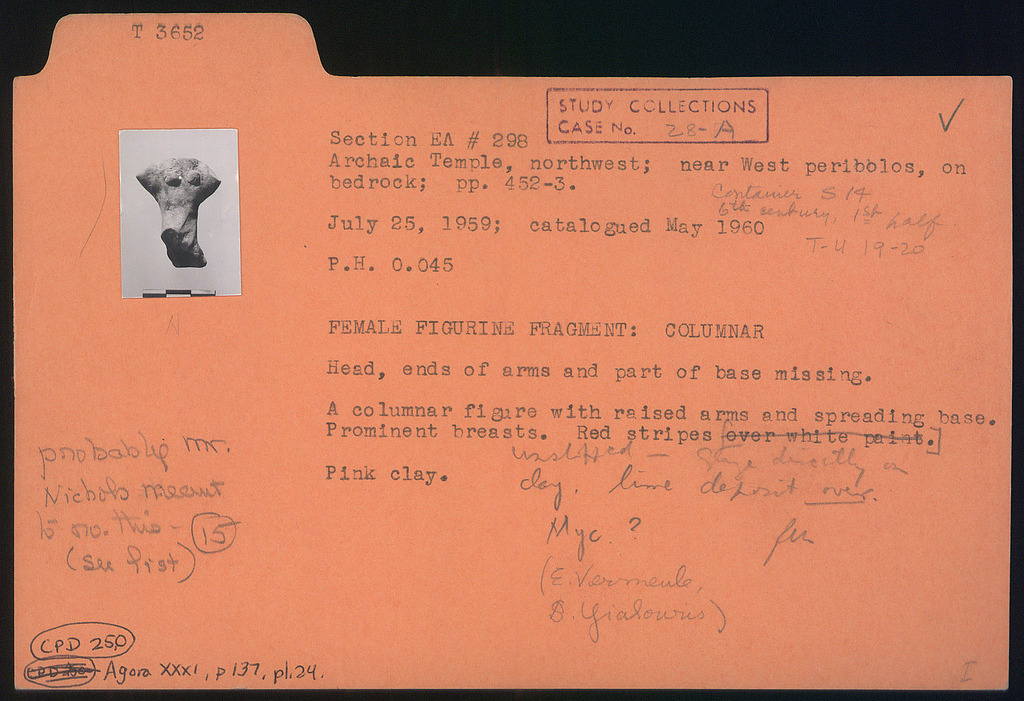 T 3652
STUDY COLLECTIONS
CASE No. 28-A
✓
Section EA # 298
Archaic Temple, northwest; near West peribolos, on
bedrock; pp. 452-3.
Container S 14
6th century, 1st half
T-U 19-20
July 25, 1959; catalogued May 1960
P.H. 0.045
N
FEMALE FIGURINE FRAGMENT: COLUMNAR
Head, ends of arms and part of base missing.
A columnar figure with raised arms and spreading base.
Prominent breasts. Red stripes [over white paint.]
unslipped — glaze directly on
Pink clay. clay. lime deposit over.
Myc. ?
(E. Vermeule,
B. Yialouris)
probably Mr.
Nichols meant
to no. this — 15
(see list)
CPD 250
Agora XXXI, p 137, pl. 24.
I